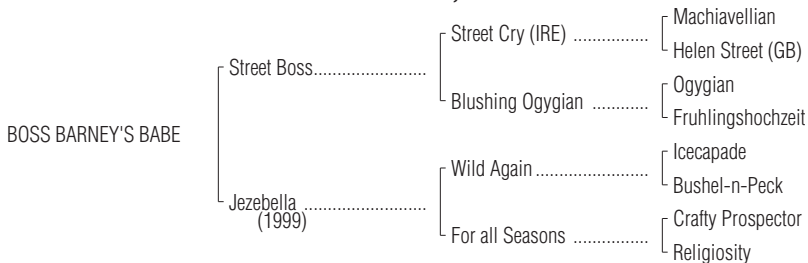 Machiavellian
Street Cry (IRE) ................
Helen Street (GB)
Street Boss........................
Ogygian
Blushing Ogygian ..................
Fruhlingshochzeit
BOSS BARNEY'S BABE
Icecapade
Wild Again ........................
Bushel-n-Peck
Jezebella ..........................
(1999)
Crafty Prospector
For all Seasons ................
Religiosity